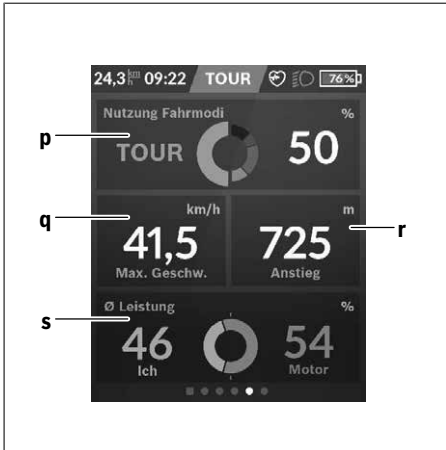 24,3 km/h 09:22 TOUR 76%
Nutzung Fahrmodi %
p TOUR 50
q km/h m
41,5 725 r
Max. Geschw. Anstieg
Ø Leistung %
s 46 54
Ich Motor